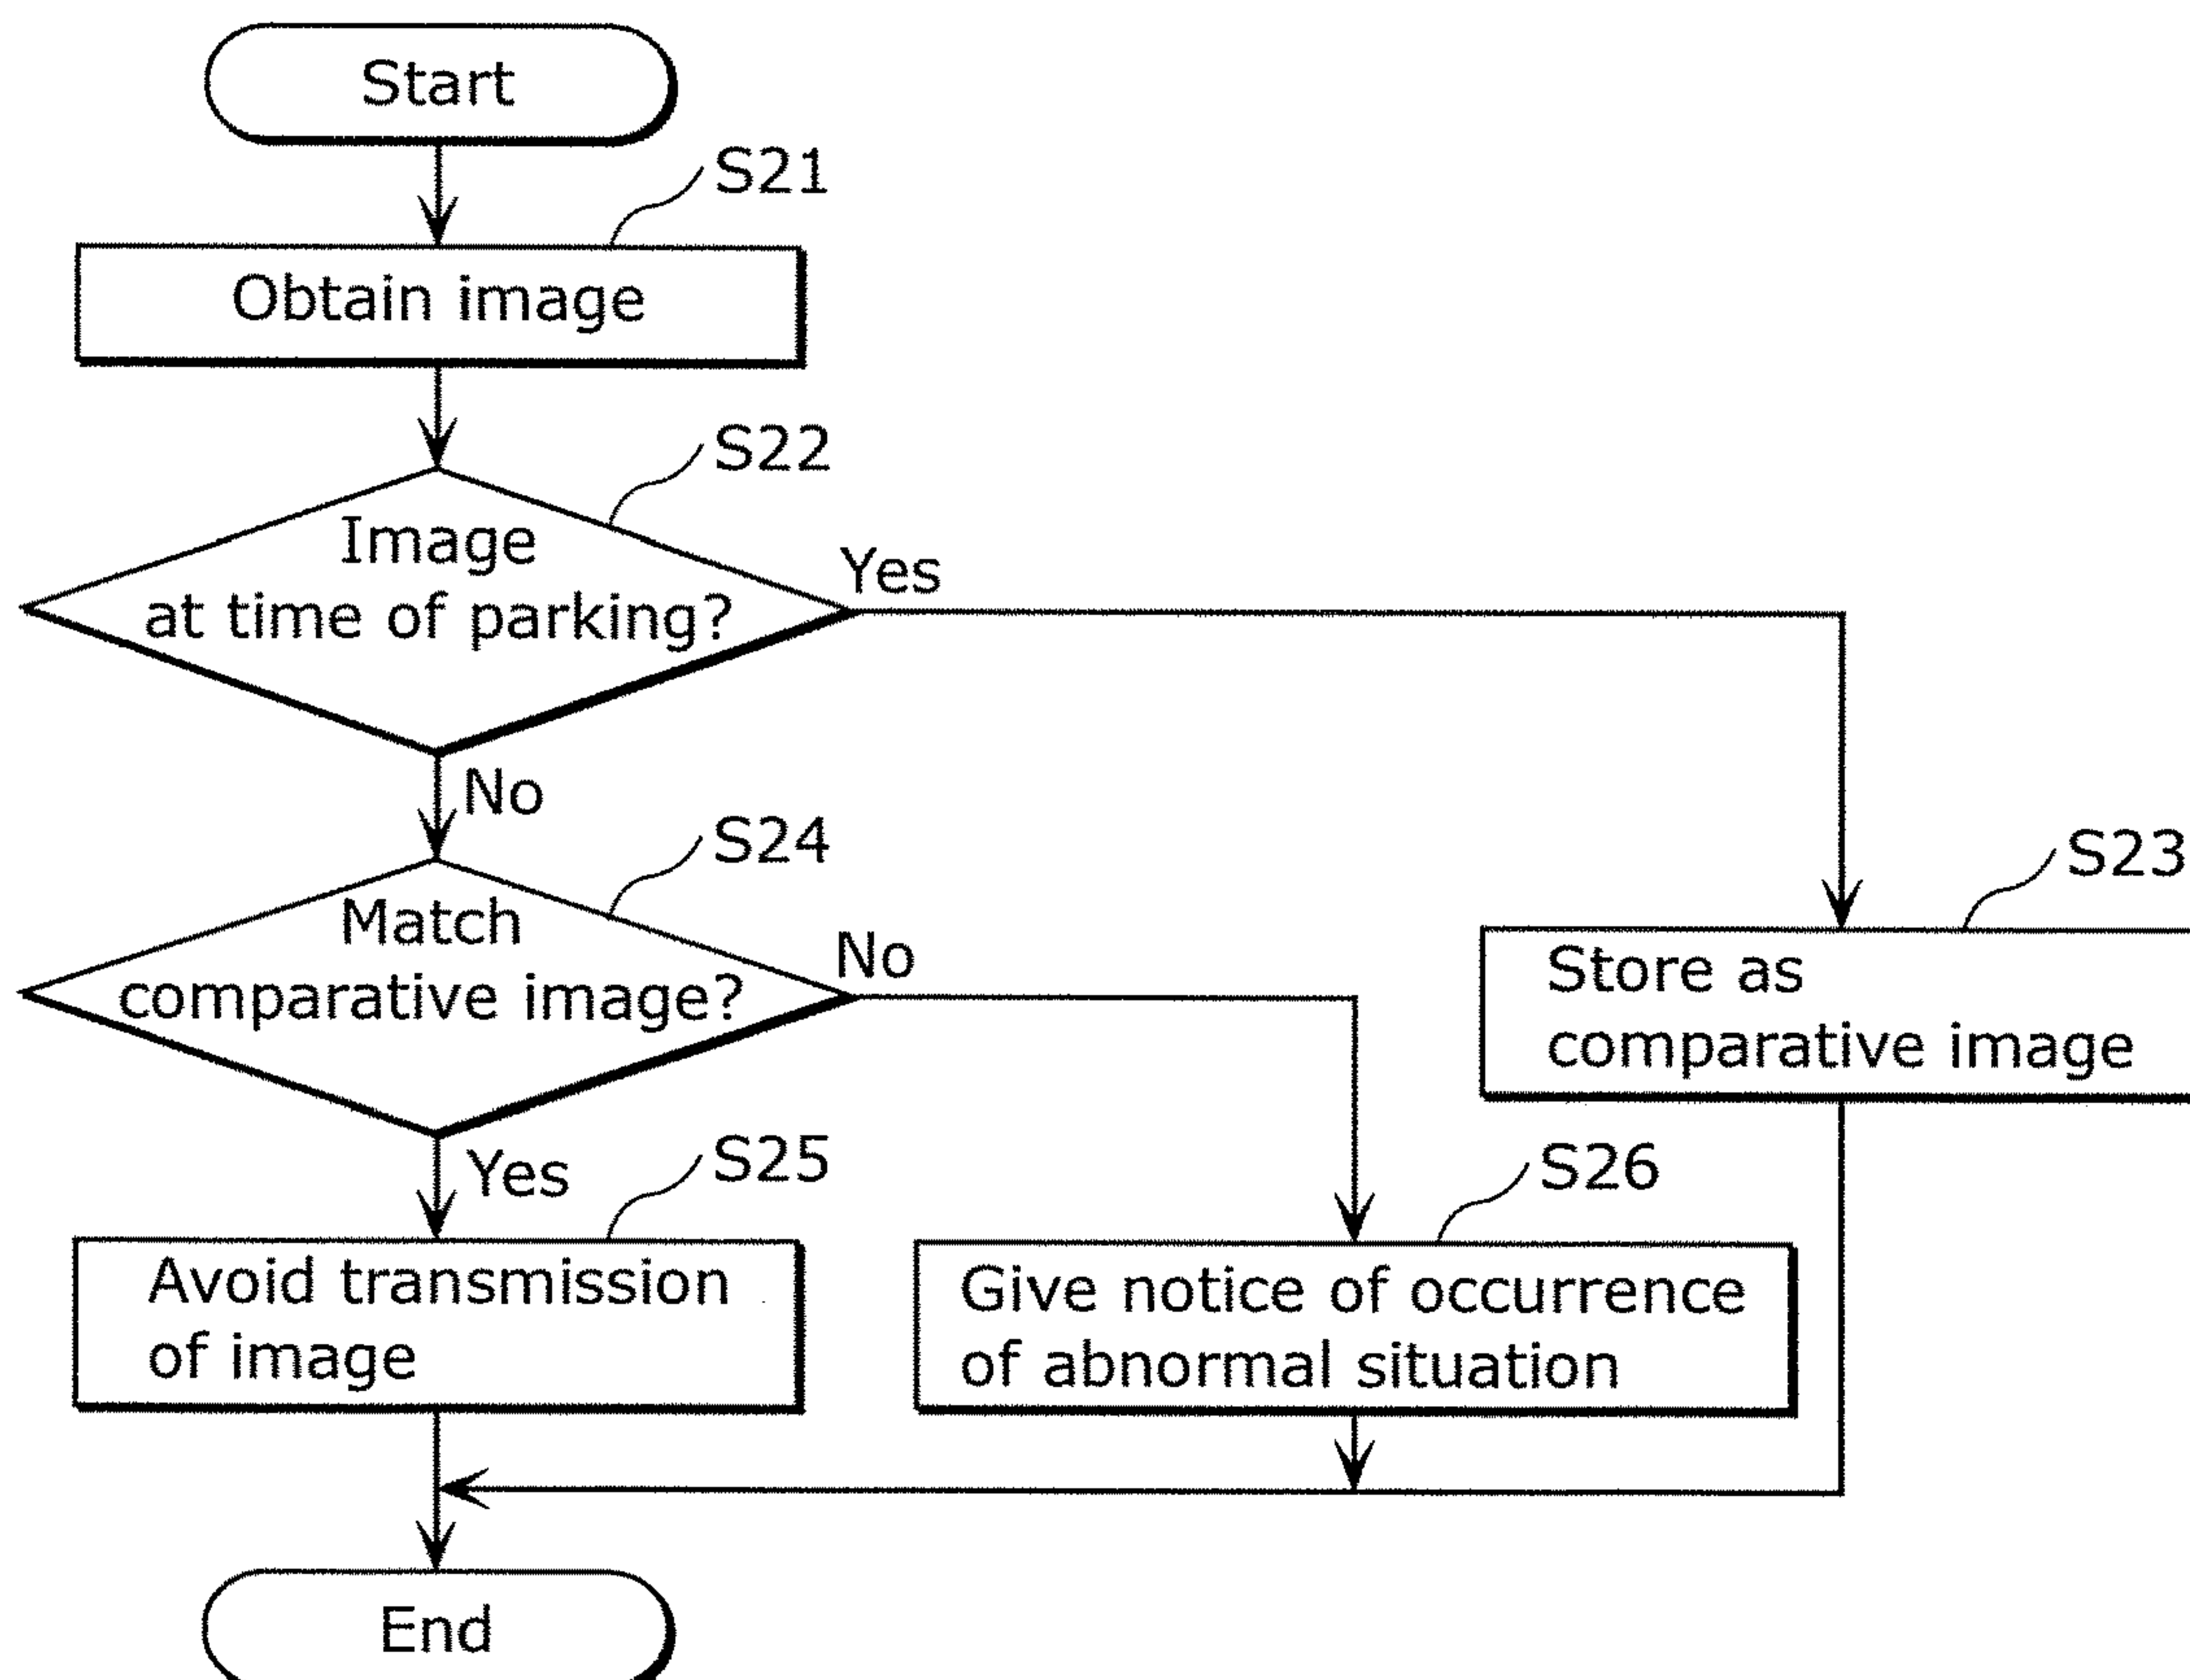 Start
S21
Obtain image
S22
Image
at time of parking?
Yes
No
S24
Match
comparative image?
No
S23
Store as
comparative image
Yes
S25
Avoid transmission
of image
S26
Give notice of occurrence
of abnormal situation
End